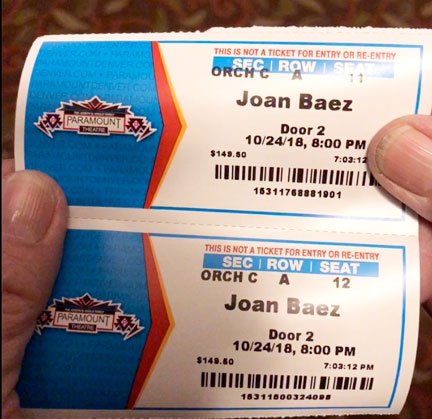 THIS IS NOT A TICKET FOR ENTRY OR RE-ENTRY
SEC | ROW | SEAT
ORCH C A 11
Joan Baez
Door 2
10/24/18, 8:00 PM
$149.50 7:03:12
PARAMOUNT
THEATRE
THIS IS NOT A TICKET FOR ENTRY OR RE-ENTRY
SEC | ROW | SEAT
ORCH C A 12
Joan Baez
Door 2
10/24/18, 8:00 PM
$149.50 7:03:12 PM
PARAMOUNT
THEATRE